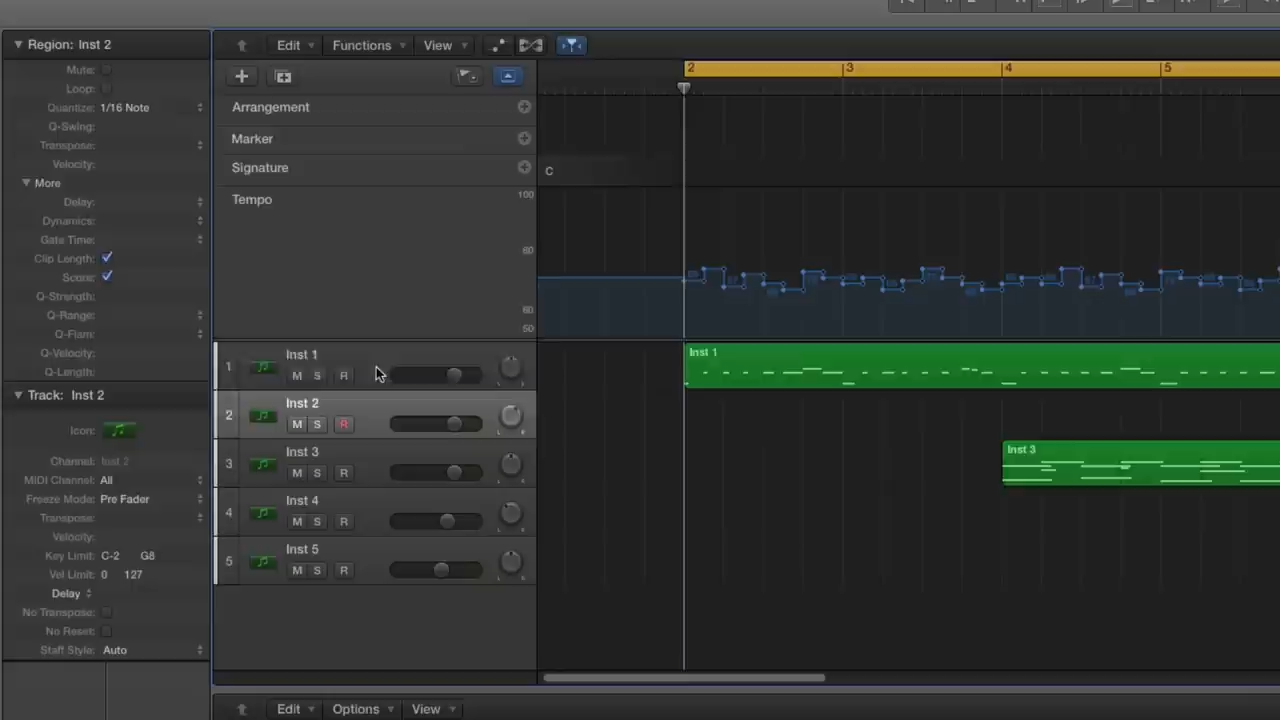 Region: Inst 2
Mute:
Loop:
Quantize: 1/16 Note
Q-Swing:
Transpose:
Velocity:
More
Delay:
Dynamics:
Gate Time:
Clip Length:
Score:
Q-Strength:
Q-Range:
Q-Flam:
Q-Velocity:
Q-Length:
Track: Inst 2
Icon:
Channel: Inst 2
MIDI Channel: All
Freeze Mode: Pre Fader
Transpose:
Velocity:
Key Limit: C-2 G8
Vel Limit: 0 127
Delay
No Transpose:
No Reset:
Staff Style: Auto
Edit Functions View
2 3 4 5
Arrangement
Marker
Signature
C
Tempo
100
80
60
50
1 Inst 1
M S R
2 Inst 2
M S R
3 Inst 3
M S R
4 Inst 4
M S R
5 Inst 5
M S R
Inst 1
Inst 3
Edit Options View